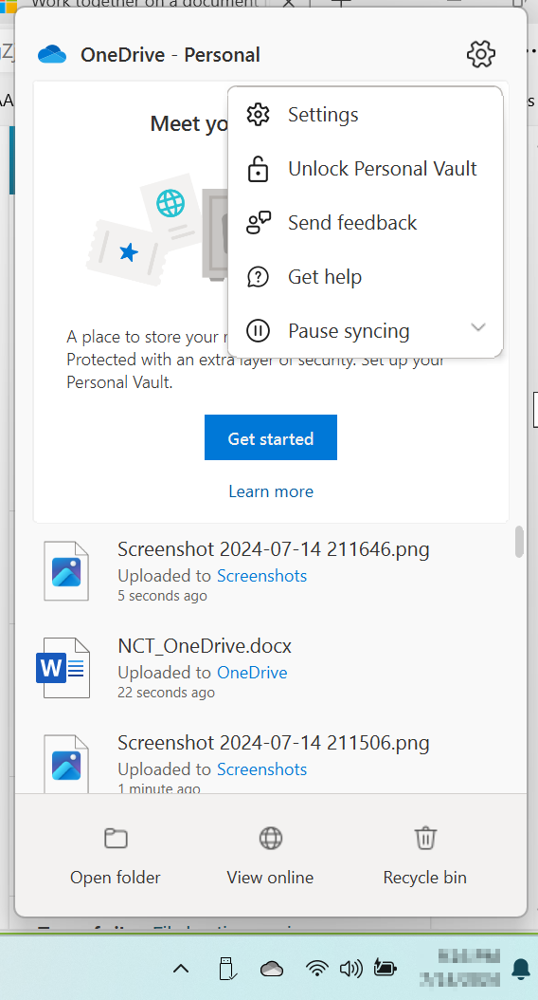 Work together on a document
OneDrive - Personal
Meet yo
Settings
Unlock Personal Vault
Send feedback
Get help
Pause syncing
A place to store your
Protected with an extra layer of security. Set up your
Personal Vault.
Get started
Learn more
Screenshot 2024-07-14 211646.png
Uploaded to Screenshots
5 seconds ago
NCT_OneDrive.docx
Uploaded to OneDrive
22 seconds ago
Screenshot 2024-07-14 211506.png
Uploaded to Screenshots
1 minute ago
Open folder
View online
Recycle bin